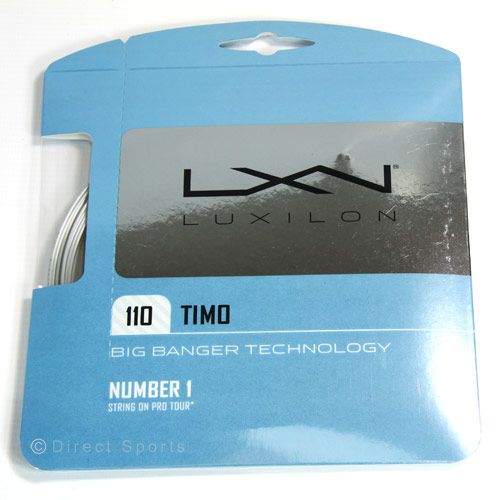 LXN®
LUXILON
110 TIMO
BIG BANGER TECHNOLOGY
NUMBER 1
STRING ON PRO TOUR*
© Direct Sports